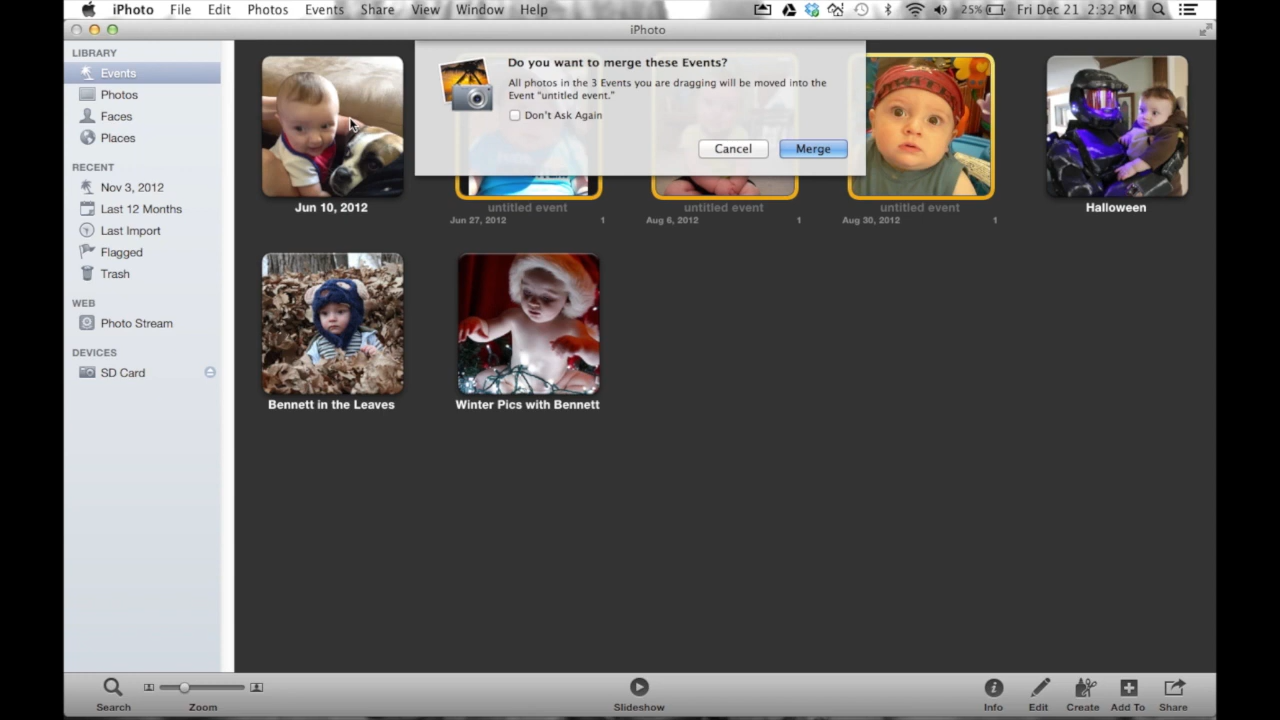 iPhoto File Edit Photos Events Share View Window Help 25% Fri Dec 21 2:32 PM
iPhoto
LIBRARY
Events
Photos
Faces
Places
RECENT
Nov 3, 2012
Last 12 Months
Last Import
Flagged
Trash
WEB
Photo Stream
DEVICES
SD Card
Do you want to merge these Events?
All photos in the 3 Events you are dragging will be moved into the
Event "untitled event."
Don't Ask Again
Cancel Merge
Jun 10, 2012 untitled event untitled event untitled event Halloween
Jun 27, 2012 1 Aug 6, 2012 1 Aug 30, 2012 1
Bennett in the Leaves Winter Pics with Bennett
Search Zoom Slideshow Info Edit Create Add To Share